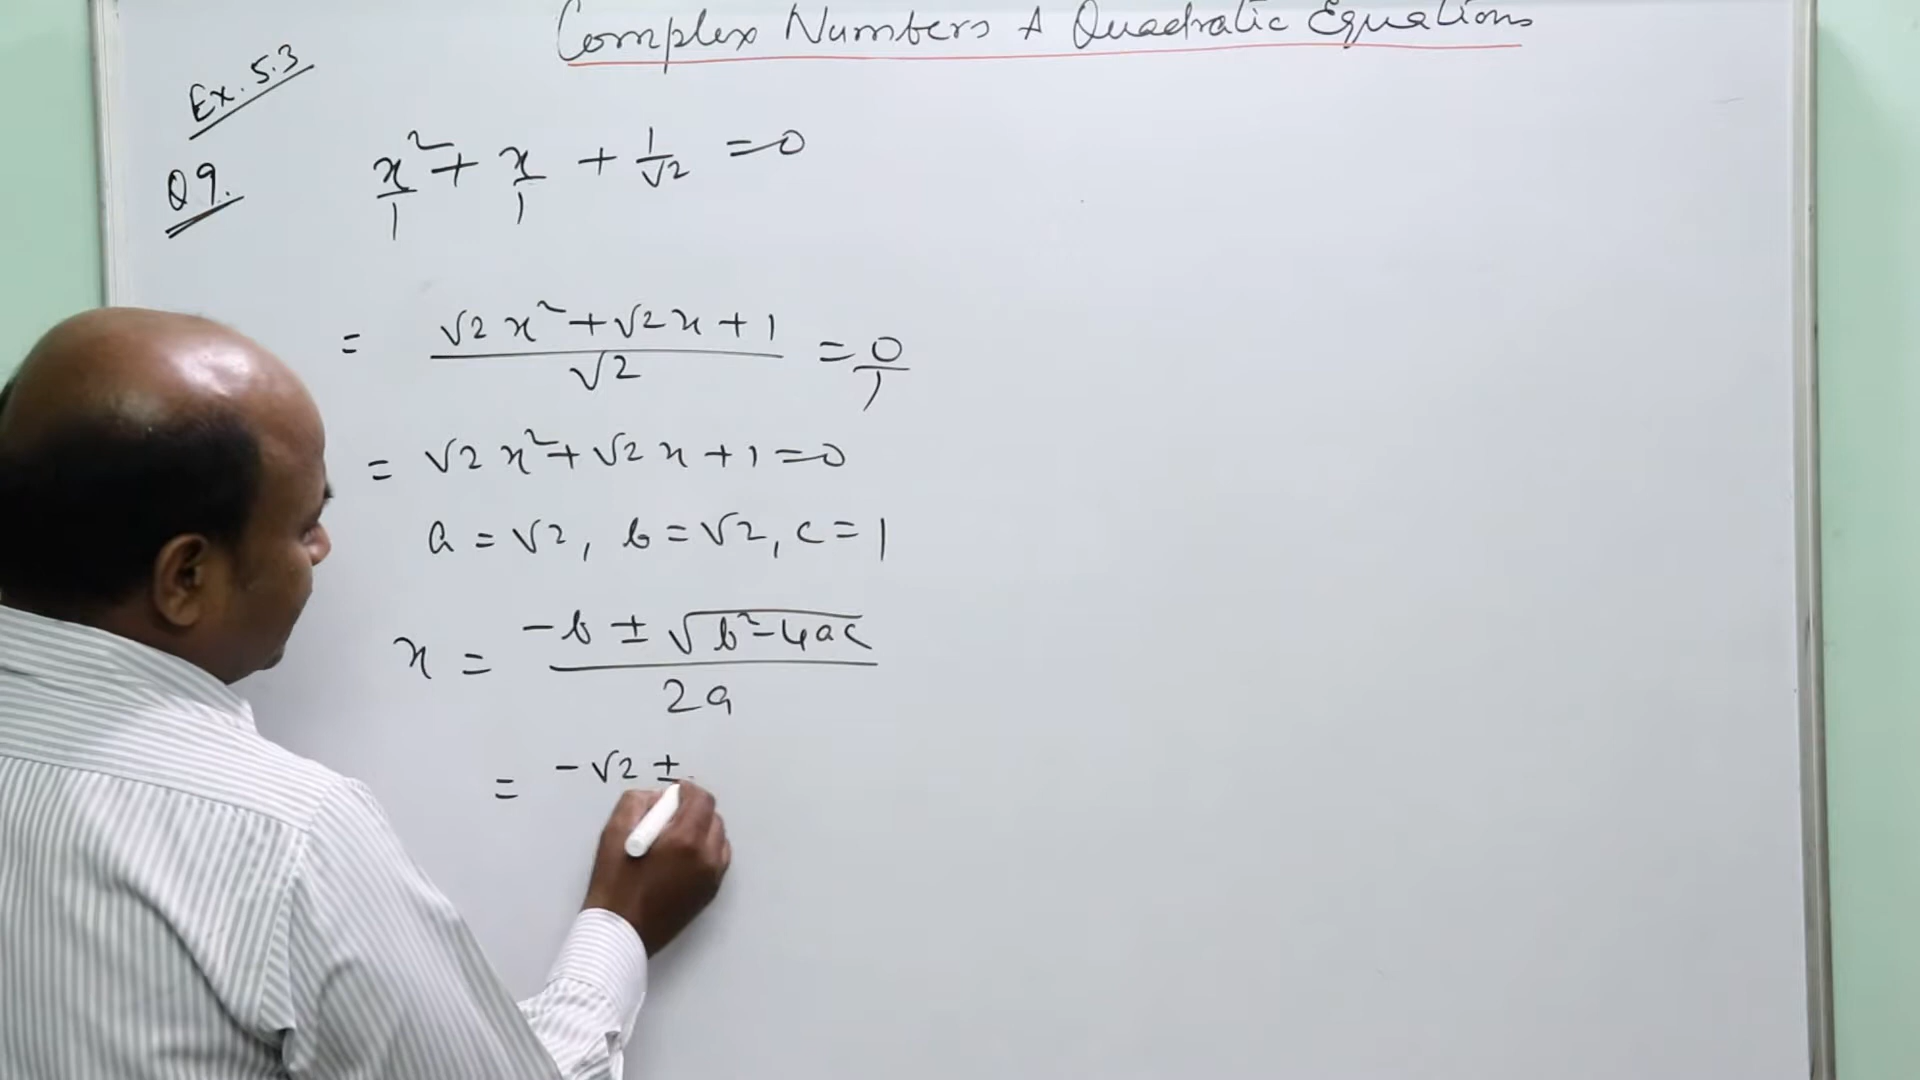 Complex Numbers & Quadratic Equations
Ex. 5.3
Q9. x²/1 + x/1 + 1/√2 = 0
= (√2 x² + √2 x + 1)/√2 = 0/1
= √2 x² + √2 x + 1 = 0
a = √2, b = √2, c = 1
x = (-b ± √(b² - 4ac))/2a
= -√2 ±